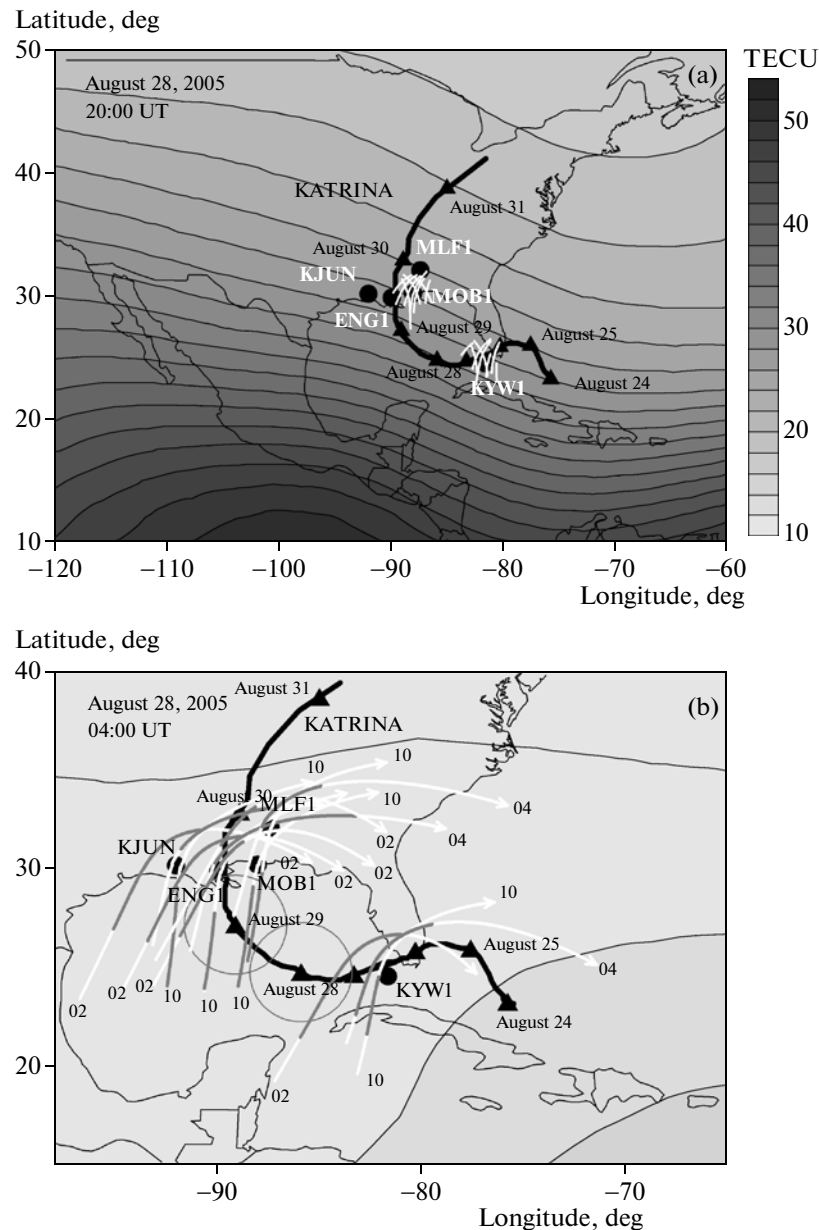 Latitude, deg
50
TECU
(a)
August 28, 2005
20:00 UT
50
40
KATRINA
August 31
40
August 30
MLF1
KJUN
30
MOB1
30
ENG1
August 29
August 25
August 28
KYW1
August 24
20
20
10
10
−120
−110
−100
−90
−80
−70
−60
Longitude, deg
Latitude, deg
40
August 28, 2005
04:00 UT
August 31
(b)
KATRINA
10
10
August 30
MLF1
10
04
KJUN
02
04
30
02
02
02
ENG1
MOB1
10
August 29
August 25
04
August 28
KYW1
02
02
02
10
10
10
August 24
20
10
02
−90
−80
−70
Longitude, deg